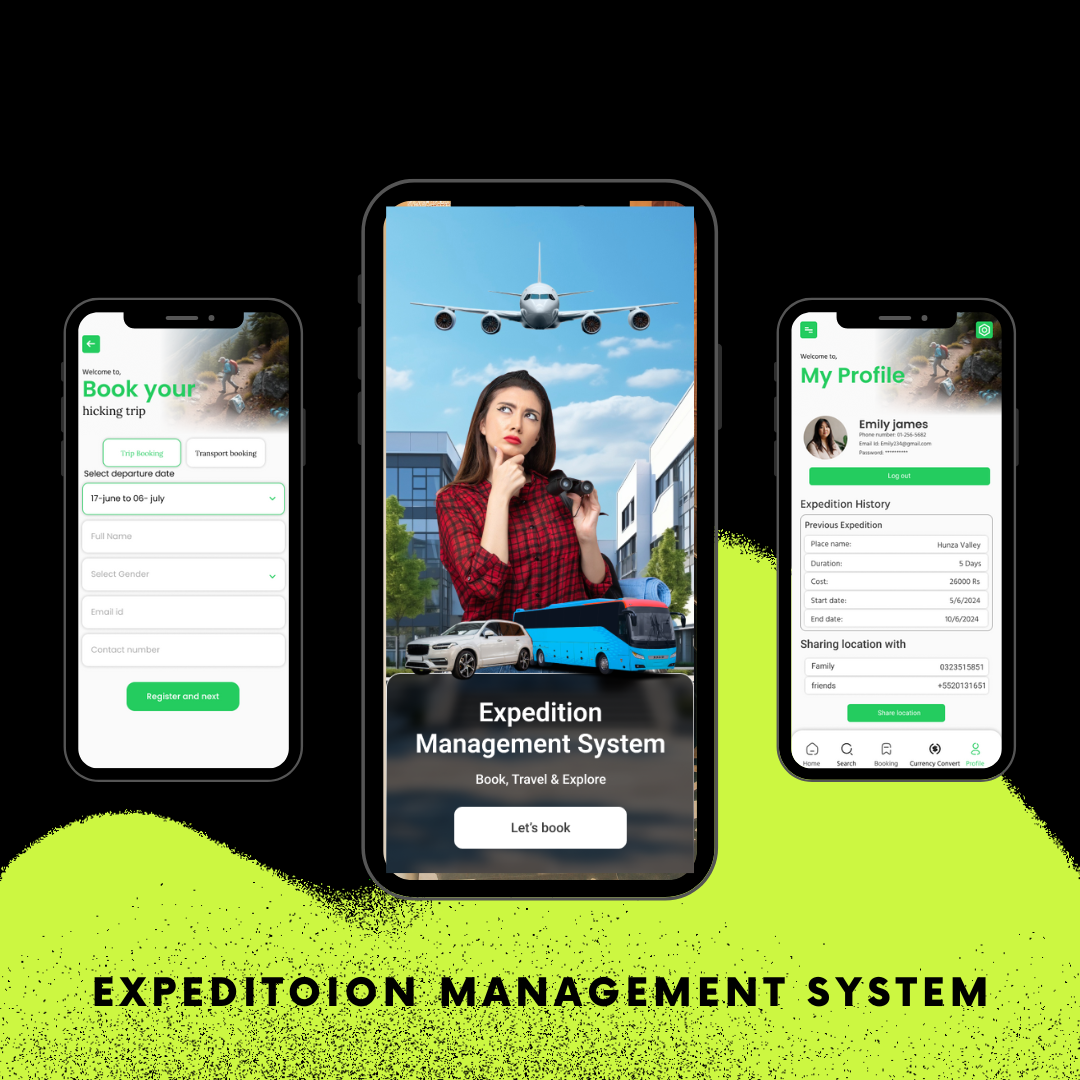 Welcome to,
Book your
hicking trip
Trip Booking
Transport booking
Select departure date
17-june to 06- july
Full Name
Select Gender
Email id
Contact number
Register and next
Expedition
Management System
Book, Travel & Explore
Let's book
Welcome to,
My Profile
Emily james
Phone number: 01-256-5682
Email Id: Emily234@gmail.com
Password: **********
Log out
Expedition History
Previous Expedition
Place name: Hunza Valley
Duration: 5 Days
Cost: 26000 Rs
Start date: 5/6/2024
End date: 10/6/2024
Sharing location with
Family 0323515851
friends +5520131651
Share location
Home Search Booking Currency Convert Profile
EXPEDITOION MANAGEMENT SYSTEM